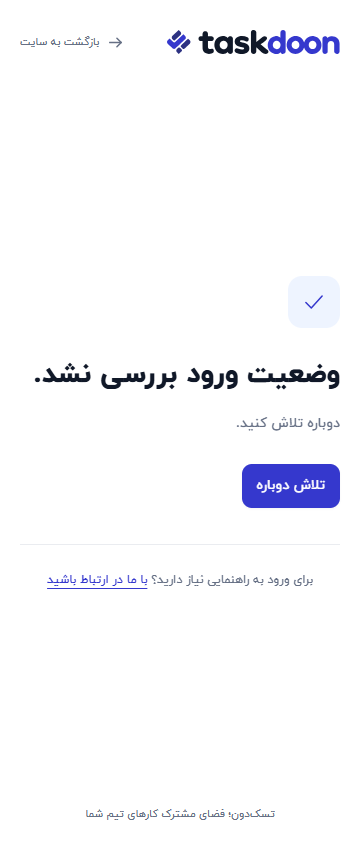 taskdoon
بازگشت به سایت
وضعیت ورود بررسی نشد.
دوباره تلاش کنید.
تلاش دوباره
برای ورود به راهنمایی نیاز دارید؟ با ما در ارتباط باشید
تسک‌دون؛ فضای مشترک کارهای تیم شما